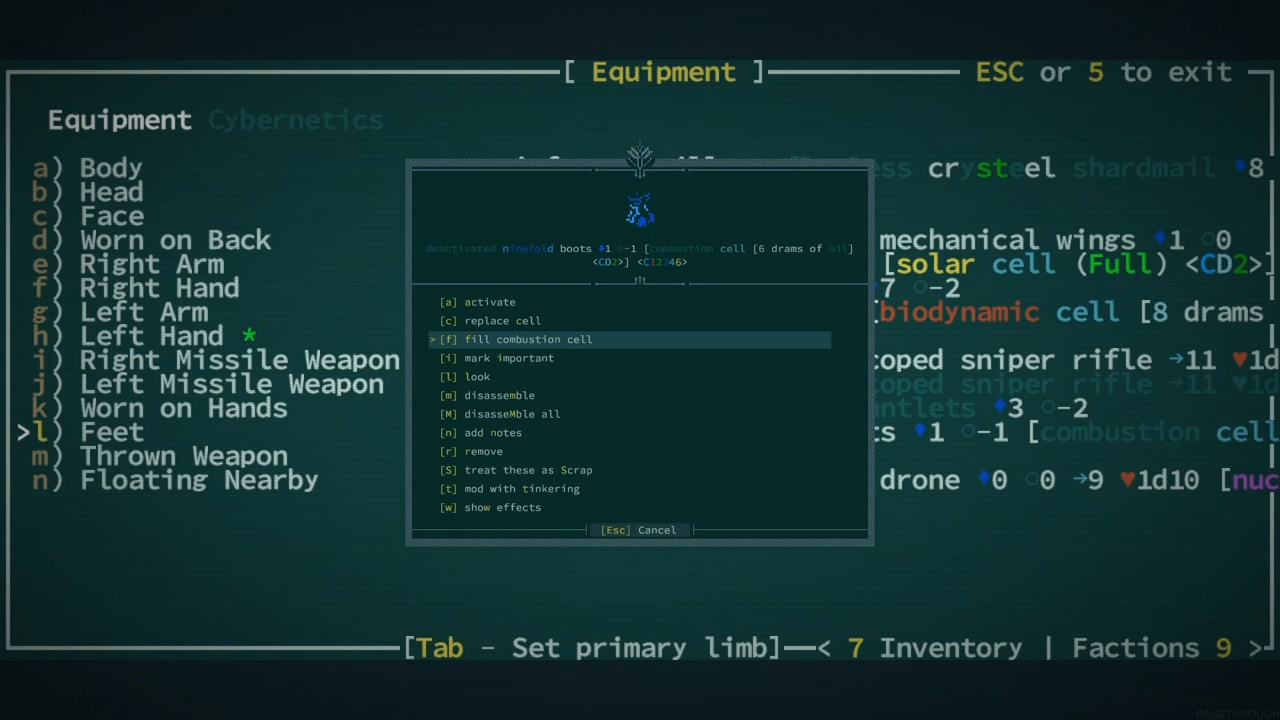 [ Equipment ]
ESC or 5 to exit
Equipment Cybernetics
a) Body
b) Head
c) Face
d) Worn on Back
e) Right Arm
f) Right Hand
g) Left Arm
h) Left Hand *
i) Right Missile Weapon
j) Left Missile Weapon
k) Worn on Hands
>l) Feet
m) Thrown Weapon
n) Floating Nearby
deactivated ninefold boots ♦1 ○-1 [combustion cell [6 drams of oil]
<CD2>] <C12346>
[a] activate
[c] replace cell
> [f] fill combustion cell
[i] mark important
[l] look
[m] disassemble
[M] disasseMble all
[n] add notes
[r] remove
[S] treat these as Scrap
[t] mod with tinkering
[w] show effects
[Esc] Cancel
crysteel shardmail ♦8
mechanical wings ♦1 ○0
[solar cell (Full) <CD2>]
7 ○-2
[biodynamic cell [8 drams
coped sniper rifle →11 ♥1d
coped sniper rifle →11 ♥1d
untlets ♦3 ○-2
ts ♦1 ○-1 [combustion cell
drone ♦0 ○0 →9 ♥1d10 [nuc
[Tab - Set primary limb]
< 7 Inventory | Factions 9 >